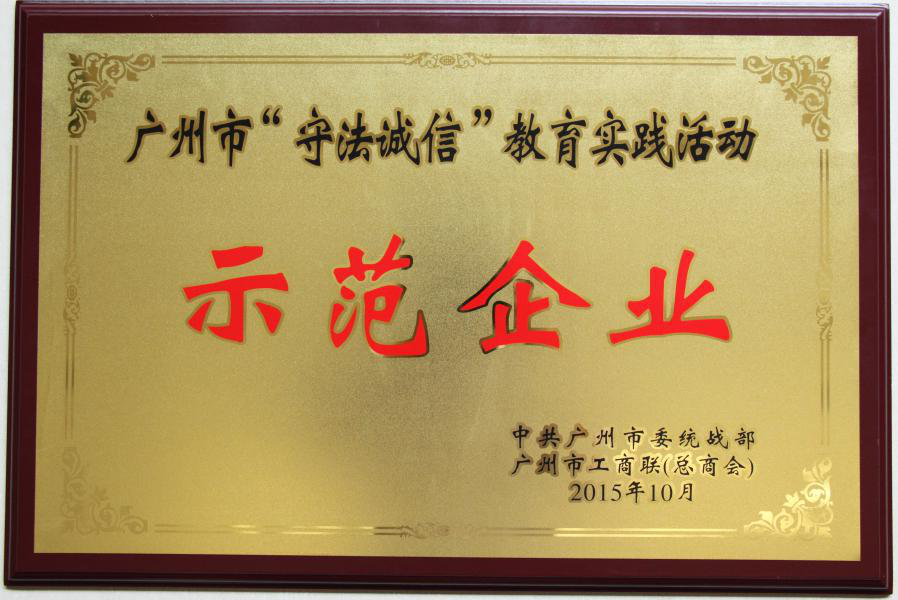 广州市“守法诚信”教育实践活动
示范企业
中共广州市委统战部
广州市工商联(总商会)
2015年10月